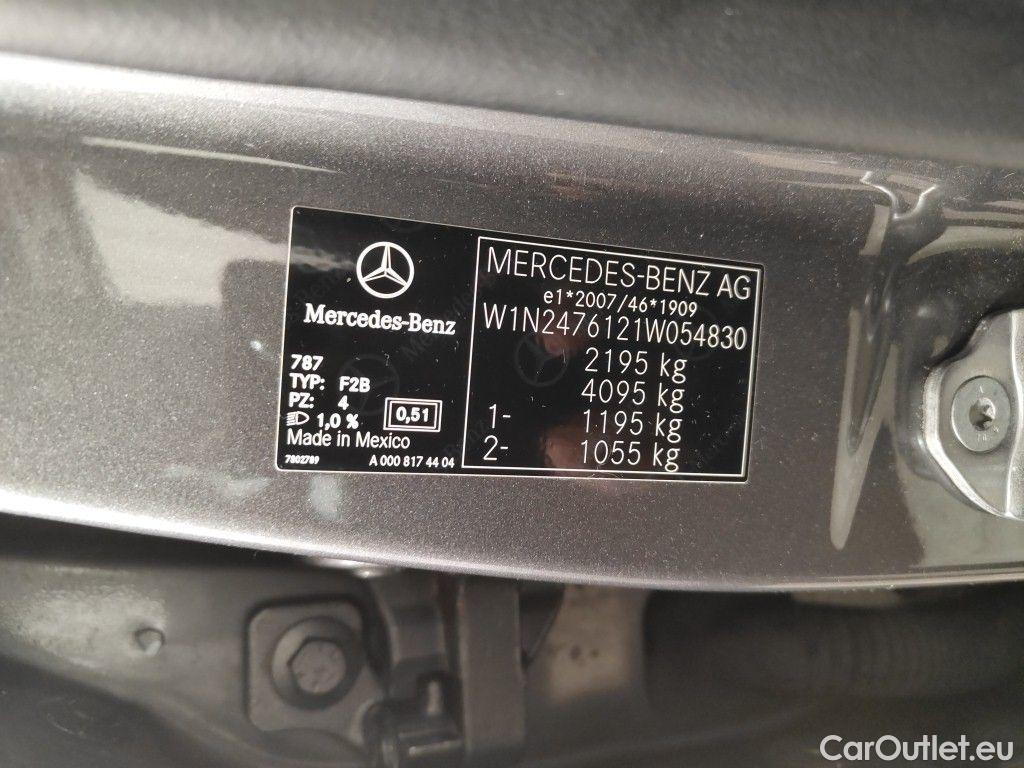 Mercedes-Benz
787
TYP: F2B
PZ: 4
1,0 %
0,51
Made in Mexico
7802789
A 000 817 44 04
MERCEDES-BENZ AG
e1*2007/46*1909
W1N2476121W054830
2195 kg
4095 kg
1- 1195 kg
2- 1055 kg
CarOutlet.eu